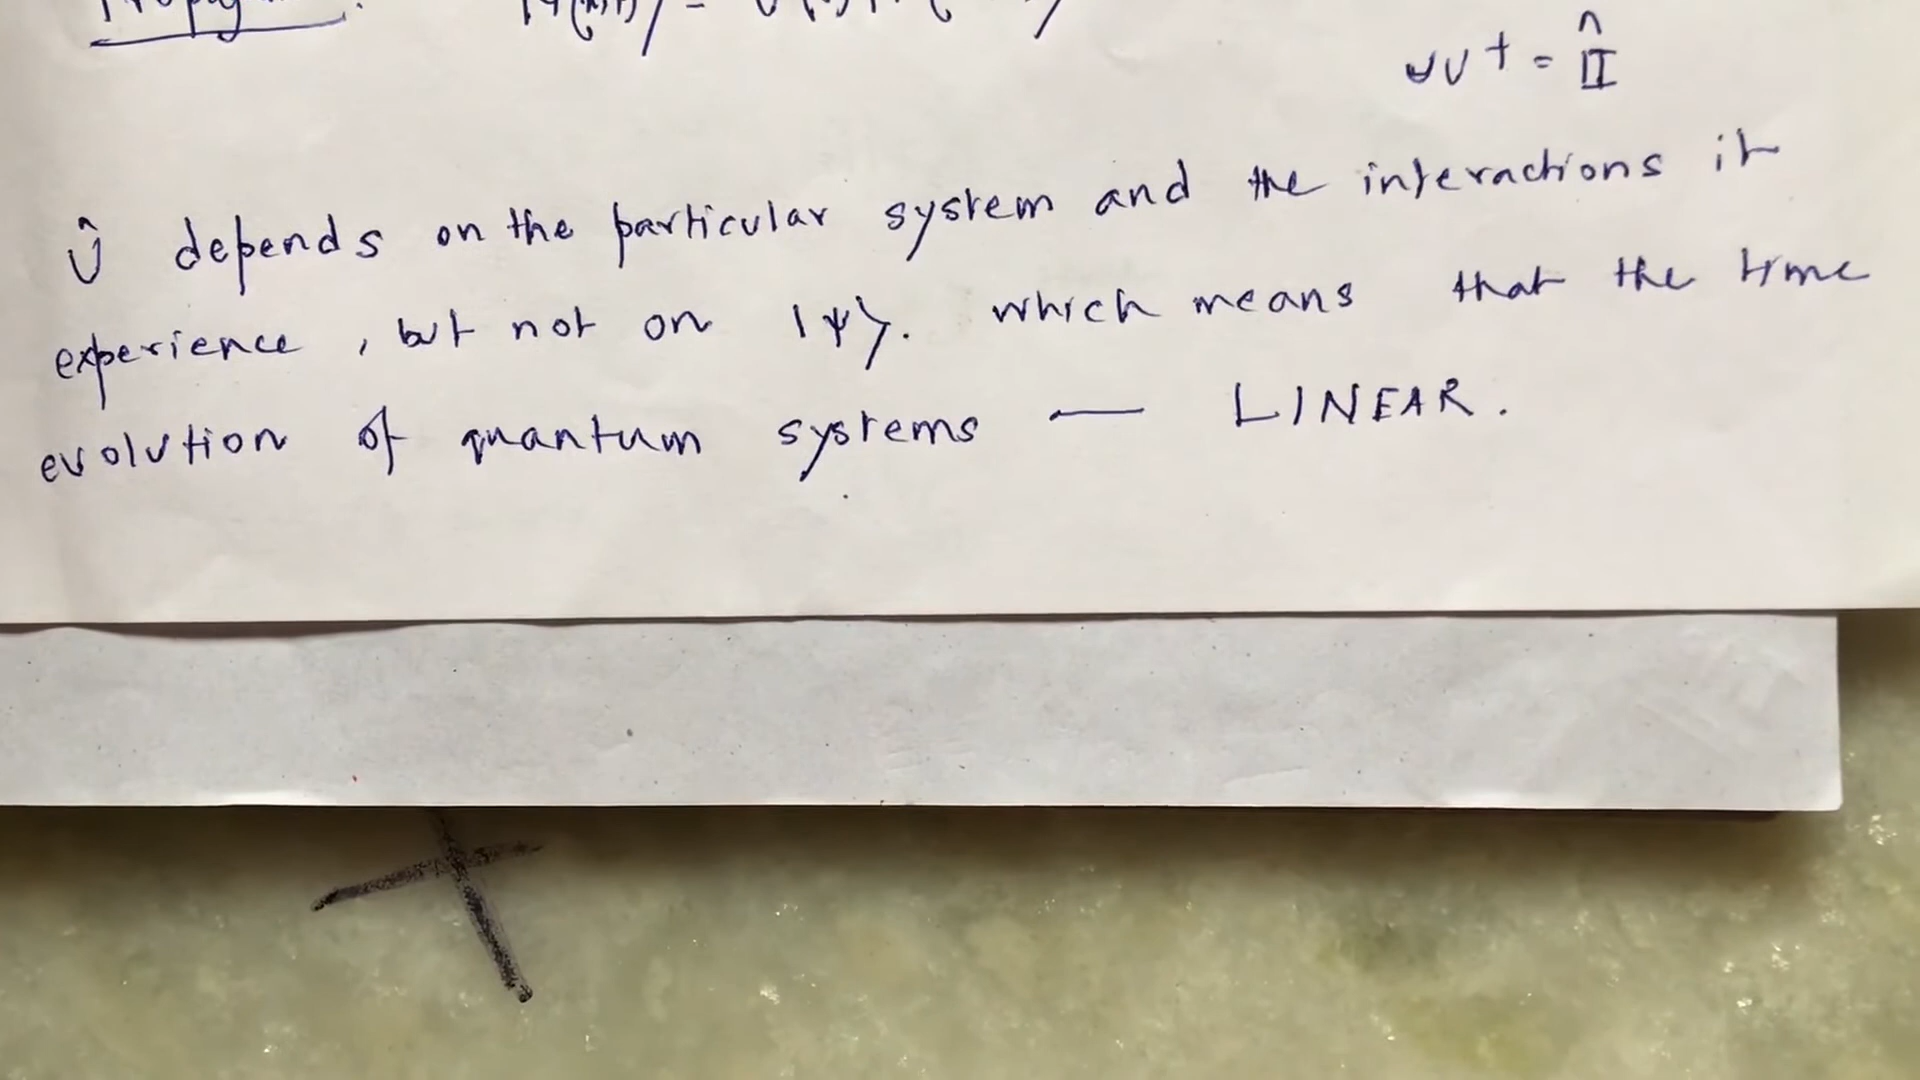 UU† = Î
Û depends on the particular system and the interactions it
experience, but not on |ψ⟩. which means that the time
evolution of quantum systems — LINEAR.